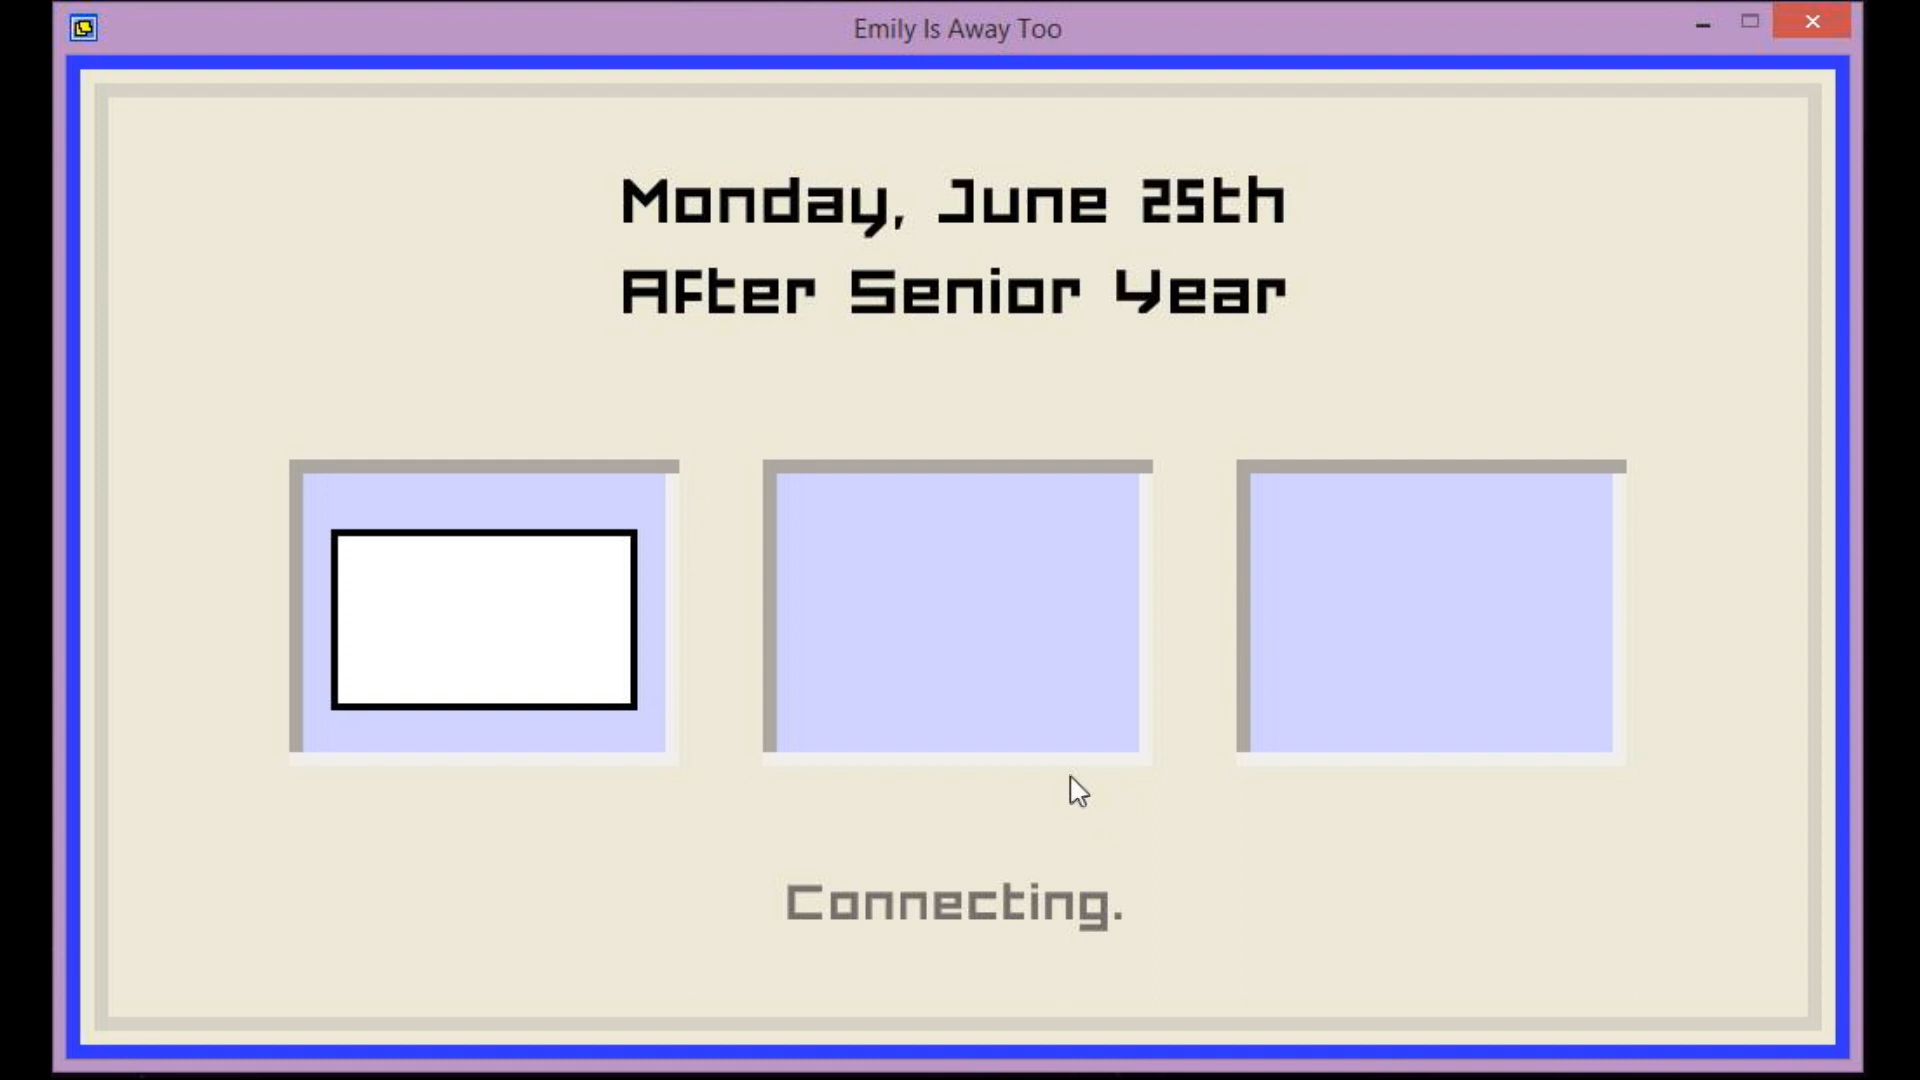 Emily Is Away Too
Monday, June 25th
After Senior Year
Connecting.